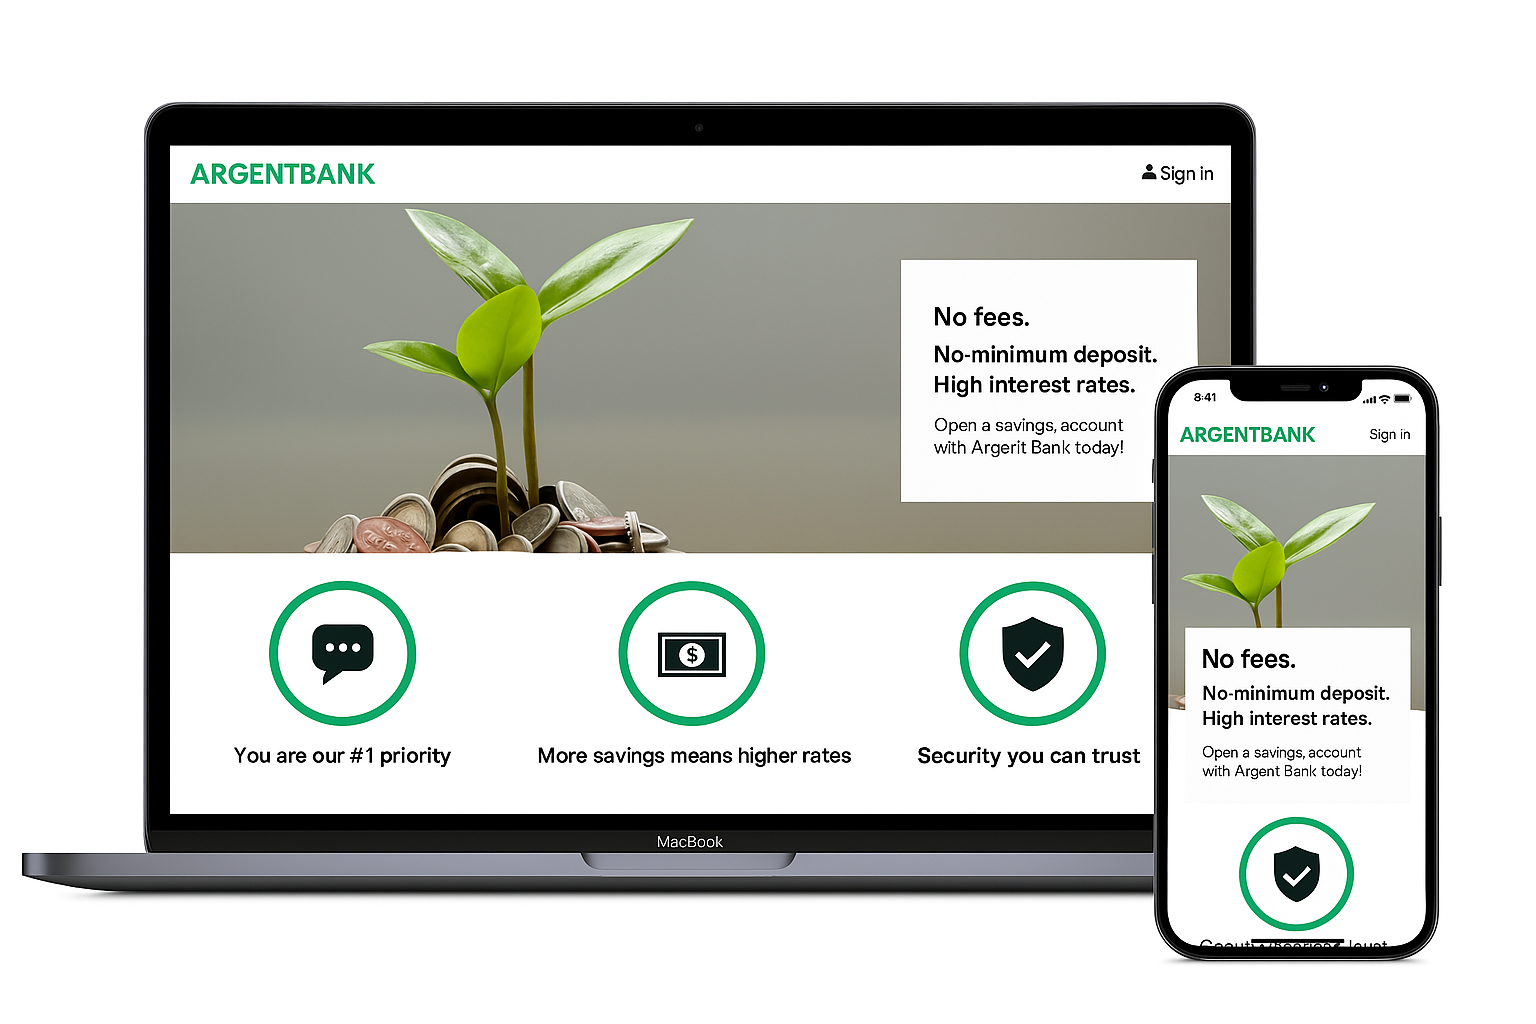 ARGENTBANK
Sign in
No fees.
No-minimum deposit.
High interest rates.
Open a savings, account
with Argerit Bank today!
$
You are our #1 priority
More savings means higher rates
Security you can trust
MacBook
8:41
ARGENTBANK
Sign in
No fees.
No-minimum deposit.
High interest rates.
Open a savings, account
with Argent Bank today!